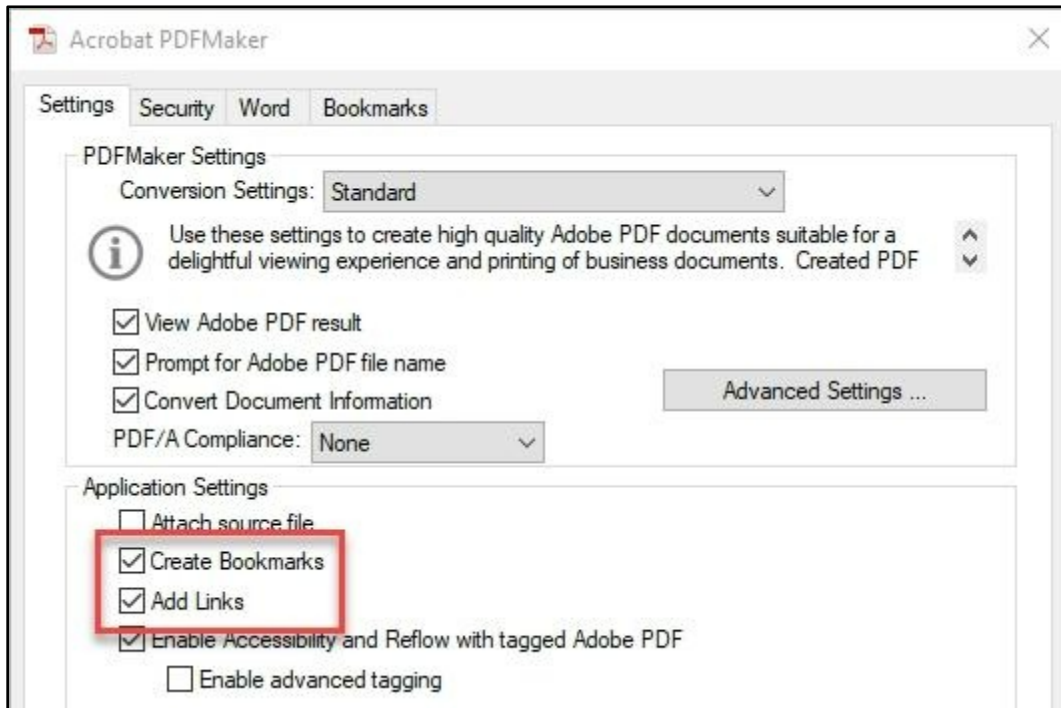 Acrobat PDFMaker
Settings Security Word Bookmarks
PDFMaker Settings
Conversion Settings: Standard
Use these settings to create high quality Adobe PDF documents suitable for a
delightful viewing experience and printing of business documents. Created PDF
View Adobe PDF result
Prompt for Adobe PDF file name
Convert Document Information
Advanced Settings ...
PDF/A Compliance: None
Application Settings
Attach source file
Create Bookmarks
Add Links
Enable Accessibility and Reflow with tagged Adobe PDF
Enable advanced tagging